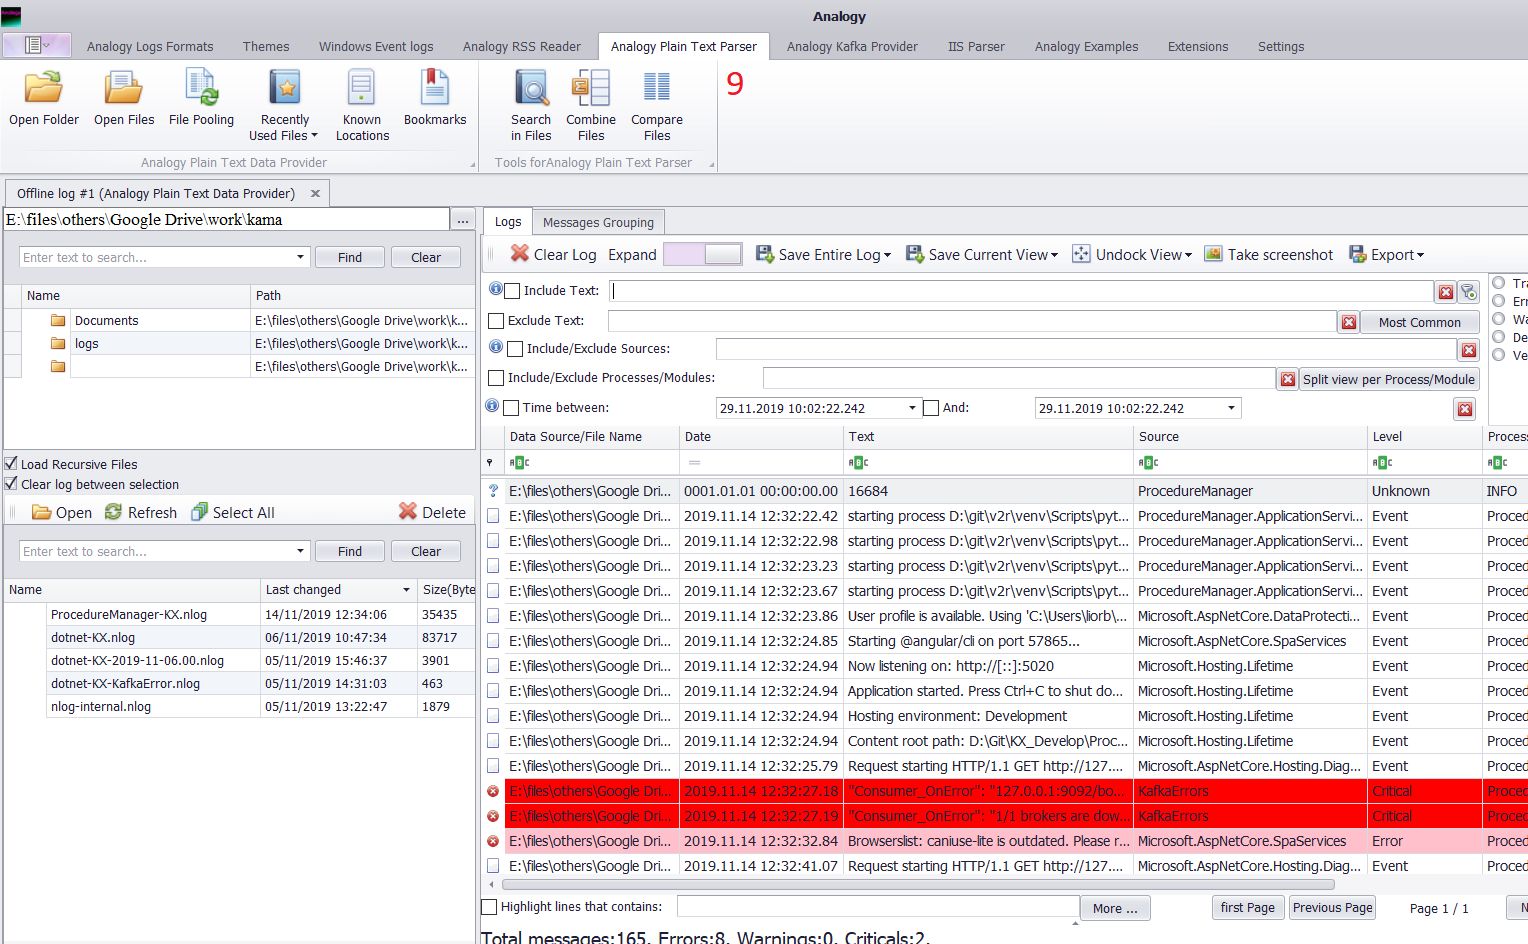 Analogy
Analogy Logs Formats Themes Windows Event logs Analogy RSS Reader Analogy Plain Text Parser Analogy Kafka Provider IIS Parser Analogy Examples Extensions Settings
Open Folder Open Files File Pooling Recently Used Files Known Locations Bookmarks Search in Files Combine Files Compare Files 9
Analogy Plain Text Data Provider Tools forAnalogy Plain Text Parser
Offline log #1 (Analogy Plain Text Data Provider)
E:\files\others\Google Drive\work\kama ...
Enter text to search... Find Clear
Name Path
Documents E:\files\others\Google Drive\work\k...
logs E:\files\others\Google Drive\work\k...
E:\files\others\Google Drive\work\k...
Load Recursive Files
Clear log between selection
Open Refresh Select All Delete
Enter text to search... Find Clear
Name Last changed Size(Byte
ProcedureManager-KX.nlog 14/11/2019 12:34:06 35435
dotnet-KX.nlog 06/11/2019 10:47:34 83717
dotnet-KX-2019-11-06.00.nlog 05/11/2019 15:46:37 3901
dotnet-KX-KafkaError.nlog 05/11/2019 14:31:03 463
nlog-internal.nlog 05/11/2019 13:22:47 1879
Logs Messages Grouping
Clear Log Expand Save Entire Log Save Current View Undock View Take screenshot Export
Include Text: Tra
Exclude Text: Most Common
Err
Wa
Include/Exclude Sources: De
Ve
Include/Exclude Processes/Modules: Split view per Process/Module
Time between: 29.11.2019 10:02:22.242 And: 29.11.2019 10:02:22.242
Data Source/File Name Date Text Source Level Process
E:\files\others\Google Dri... 0001.01.01 00:00:00.00 16684 ProcedureManager Unknown INFO
E:\files\others\Google Dri... 2019.11.14 12:32:22.42 starting process D:\git\v2r\venv\Scripts\pyt... ProcedureManager.ApplicationServi... Event Proced
E:\files\others\Google Dri... 2019.11.14 12:32:22.98 starting process D:\git\v2r\venv\Scripts\pyt... ProcedureManager.ApplicationServi... Event Proced
E:\files\others\Google Dri... 2019.11.14 12:32:23.23 starting process D:\git\v2r\venv\Scripts\pyt... ProcedureManager.ApplicationServi... Event Proced
E:\files\others\Google Dri... 2019.11.14 12:32:23.67 starting process D:\git\v2r\venv\Scripts\pyt... ProcedureManager.ApplicationServi... Event Proced
E:\files\others\Google Dri... 2019.11.14 12:32:23.86 User profile is available. Using 'C:\Users\liorb\... Microsoft.AspNetCore.DataProtecti... Event Proced
E:\files\others\Google Dri... 2019.11.14 12:32:24.85 Starting @angular/cli on port 57865... Microsoft.AspNetCore.SpaServices Event Proced
E:\files\others\Google Dri... 2019.11.14 12:32:24.94 Now listening on: http://[::]:5020 Microsoft.Hosting.Lifetime Event Proced
E:\files\others\Google Dri... 2019.11.14 12:32:24.94 Application started. Press Ctrl+C to shut do... Microsoft.Hosting.Lifetime Event Proced
E:\files\others\Google Dri... 2019.11.14 12:32:24.94 Hosting environment: Development Microsoft.Hosting.Lifetime Event Proced
E:\files\others\Google Dri... 2019.11.14 12:32:24.94 Content root path: D:\Git\KX_Develop\Proc... Microsoft.Hosting.Lifetime Event Proced
E:\files\others\Google Dri... 2019.11.14 12:32:25.79 Request starting HTTP/1.1 GET http://127.... Microsoft.AspNetCore.Hosting.Diag... Event Proced
E:\files\others\Google Dri... 2019.11.14 12:32:27.18 "Consumer_OnError": "127.0.0.1:9092/bo... KafkaErrors Critical Proced
E:\files\others\Google Dri... 2019.11.14 12:32:27.19 "Consumer_OnError": "1/1 brokers are dow... KafkaErrors Critical Proced
E:\files\others\Google Dri... 2019.11.14 12:32:32.84 Browserslist: caniuse-lite is outdated. Please r... Microsoft.AspNetCore.SpaServices Error Proced
E:\files\others\Google Dri... 2019.11.14 12:32:41.07 Request starting HTTP/1.1 GET http://127.... Microsoft.AspNetCore.Hosting.Diag... Event Proced
Highlight lines that contains: More ... first Page Previous Page Page 1 / 1 N
Total messages:165. Errors:8. Warnings:0. Criticals:2.